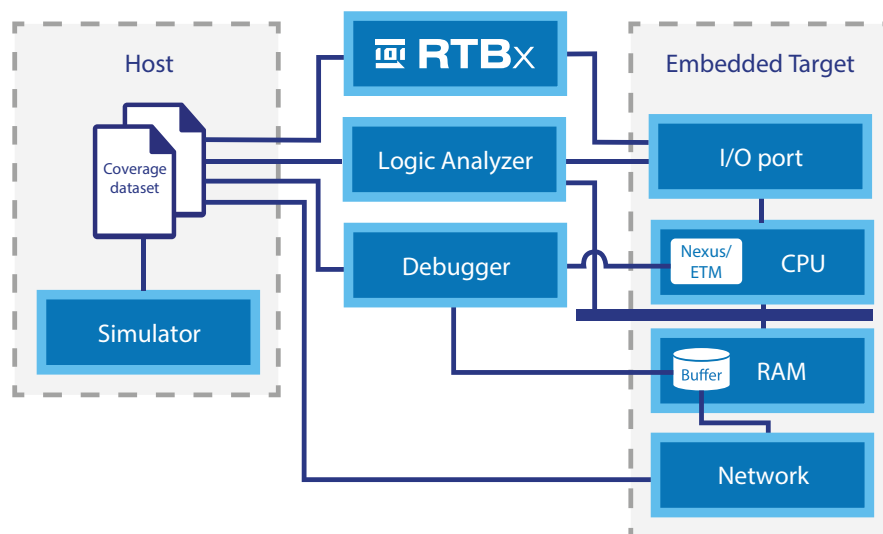 Host
RTBx
Embedded Target
Coverage
dataset
Logic Analyzer
I/O port
Debugger
Nexus/
ETM
CPU
Simulator
Buffer
RAM
Network